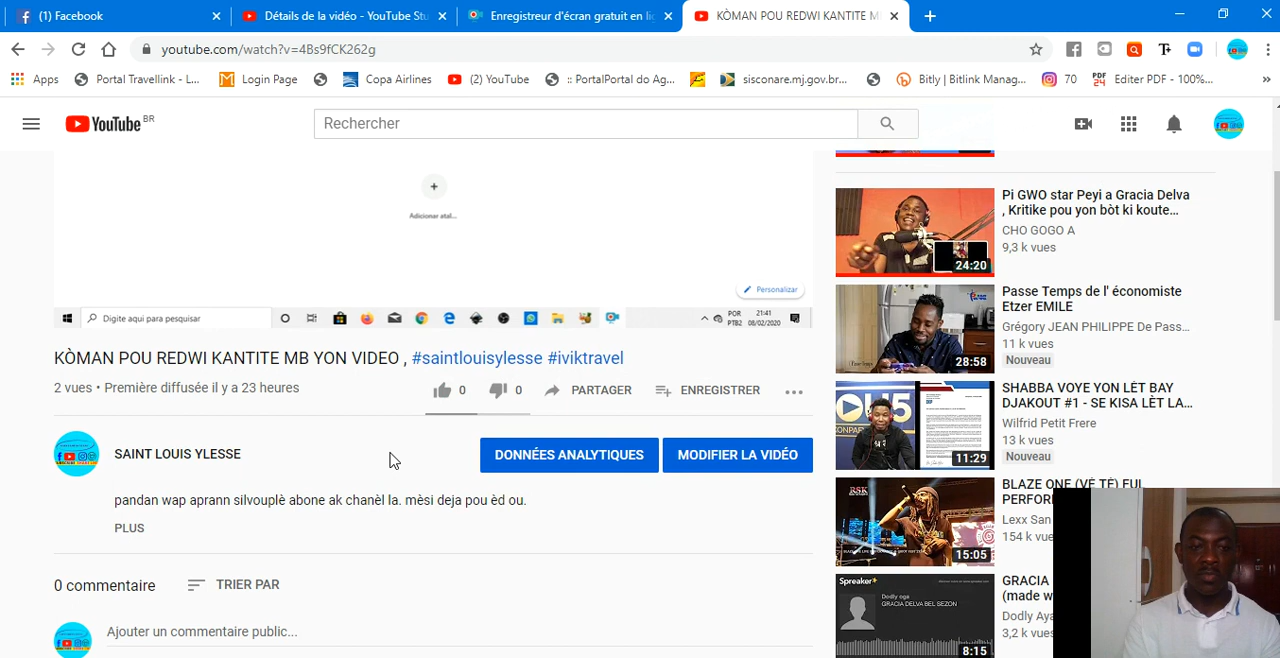 (1) Facebook
Détails de la vidéo - YouTube Stu
Enregistreur d'écran gratuit en lig
KÒMAN POU REDWI KANTITE M
youtube.com/watch?v=4Bs9fCK262g
Apps
Portal Travellink - L...
Login Page
Copa Airlines
(2) YouTube
:: PortalPortal do Ag...
sisconare.mj.gov.br...
Bitly | Bitlink Manag...
70
Editer PDF - 100%...
YouTube BR
Rechercher
Adicionar atal...
Personalizar
Digite aqui para pesquisar
POR
PTB2
21:41
08/02/2020
KÒMAN POU REDWI KANTITE MB YON VIDEO , #saintlouisylesse #iviktravel
2 vues • Première diffusée il y a 23 heures
0
0
PARTAGER
ENREGISTRER
SAINT LOUIS YLESSE
DONNÉES ANALYTIQUES
MODIFIER LA VIDÉO
pandan wap aprann silvouplè abone ak chanèl la. mèsi deja pou èd ou.
PLUS
0 commentaire
TRIER PAR
Ajouter un commentaire public...
Pi GWO star Peyi a Gracia Delva
, Kritike pou yon bòt ki koute...
CHO GOGO A
9,3 k vues
24:20
Passe Temps de l' économiste
Etzer EMILE
Grégory JEAN PHILIPPE De Pass...
11 k vues
Nouveau
28:58
SHABBA VOYE YON LÈT BAY
DJAKOUT #1 - SE KISA LÈT LA...
Wilfrid Petit Frere
13 k vues
Nouveau
11:29
BLAZE ONE (VÈ TÈ) FUL
PERFOR
Lexx San
154 k vue
15:05
GRACIA
(made w
Dodly Aya
3,2 k vues
Spreaker
Dodly oga
GRACIA DELVA BEL SEZON
8:15